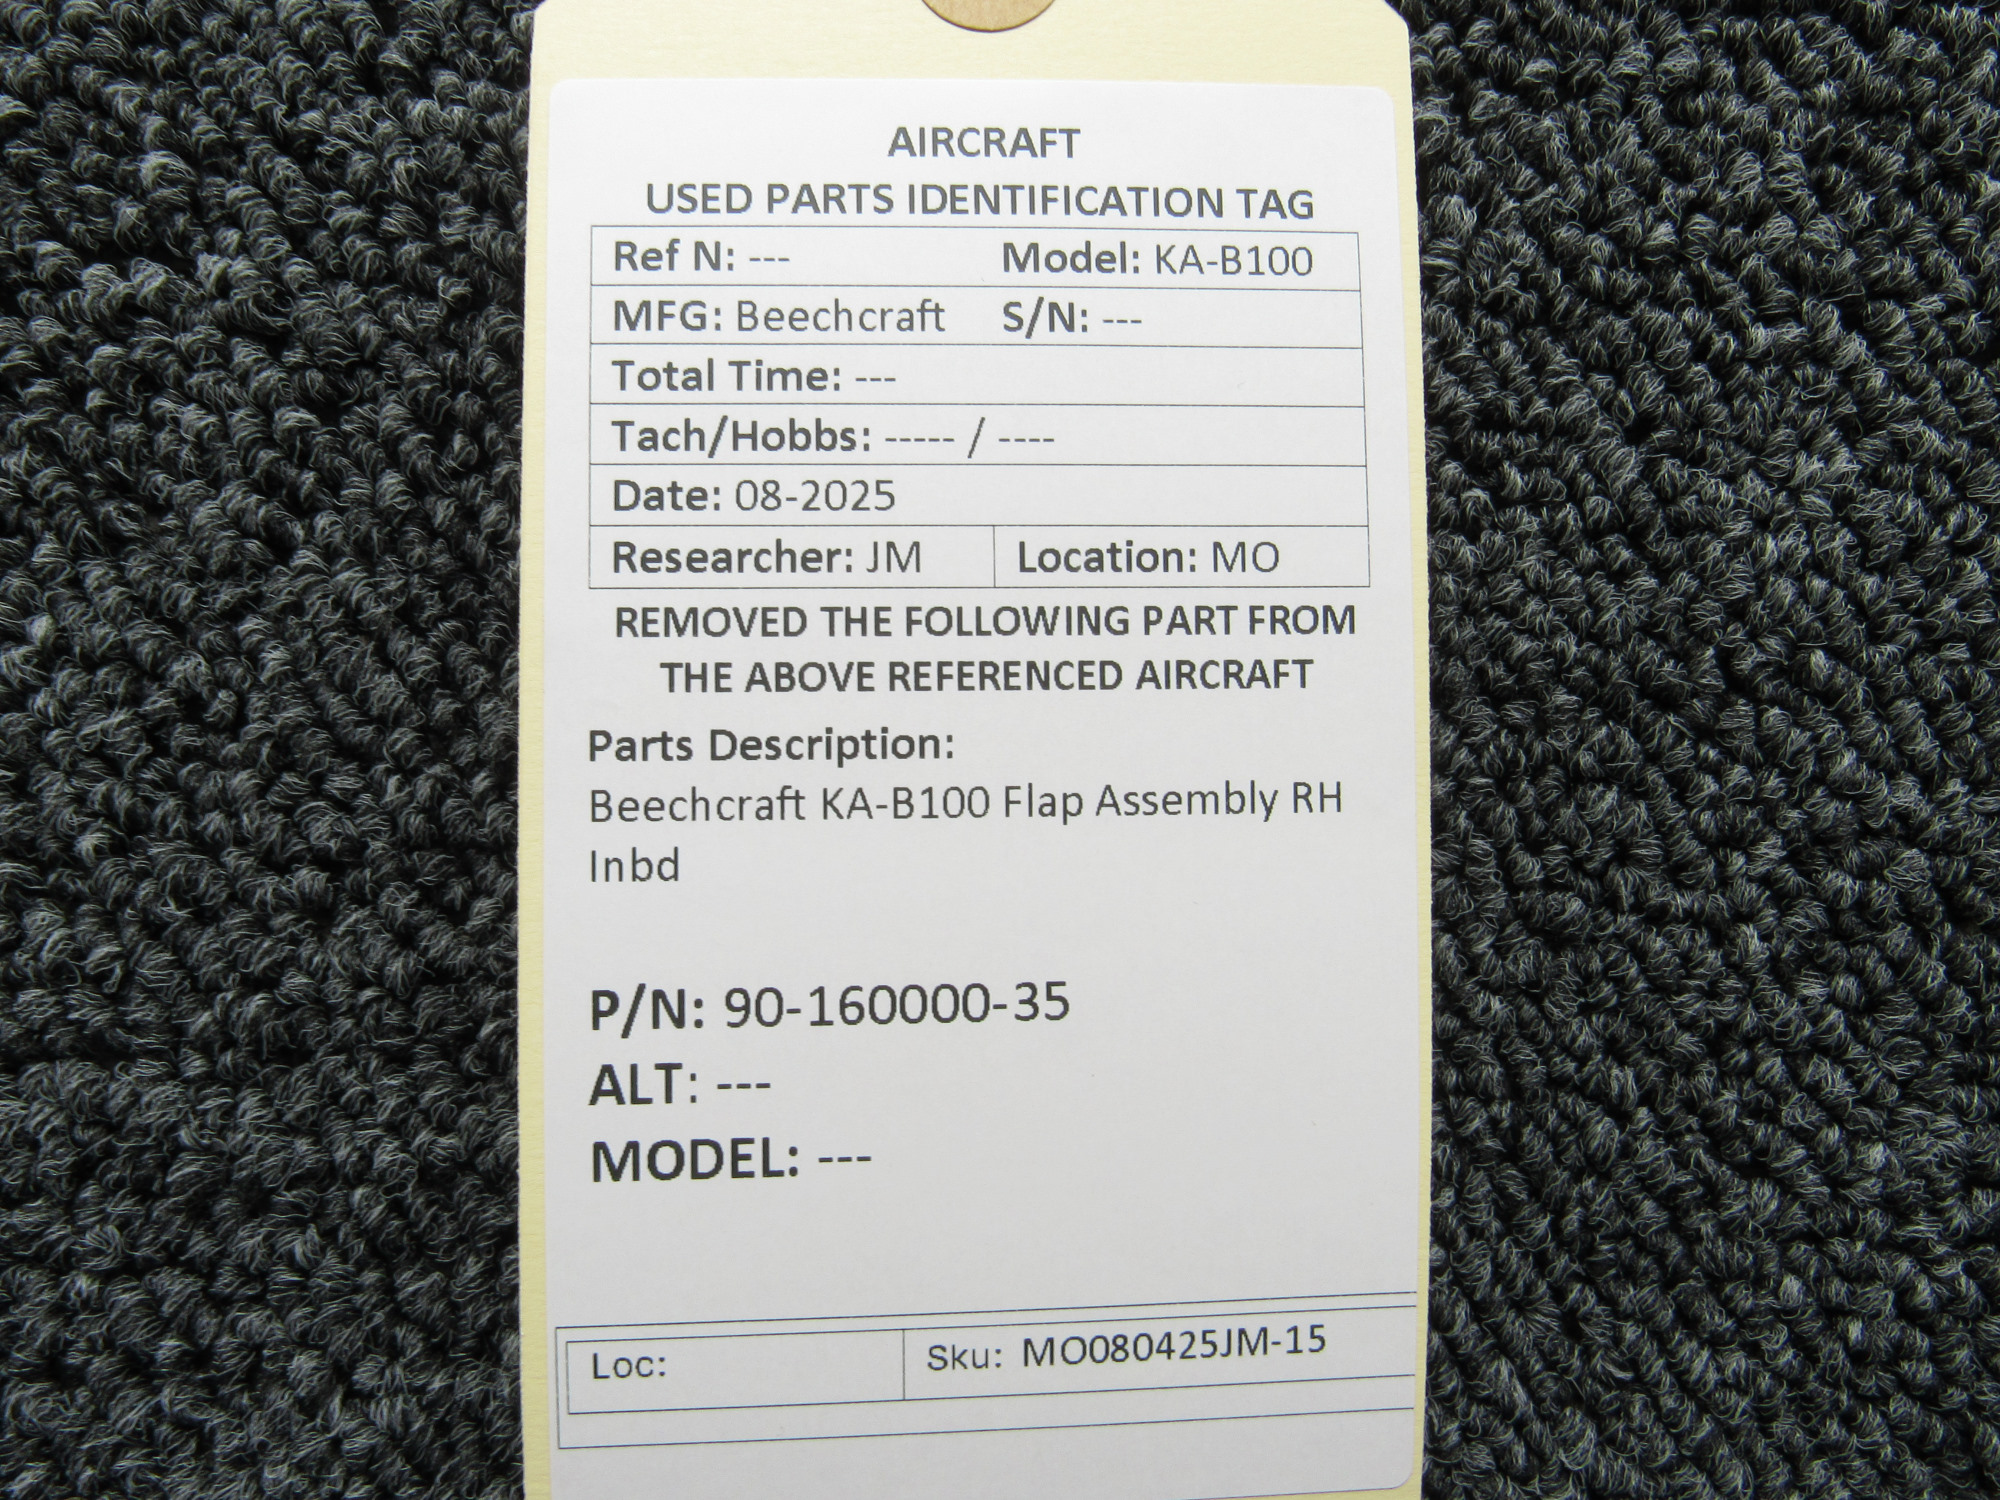 AIRCRAFT
USED PARTS IDENTIFICATION TAG
Ref N: --- Model: KA-B100
MFG: Beechcraft S/N: ---
Total Time: ---
Tach/Hobbs: ----- / ----
Date: 08-2025
Researcher: JM Location: MO
REMOVED THE FOLLOWING PART FROM
THE ABOVE REFERENCED AIRCRAFT
Parts Description:
Beechcraft KA-B100 Flap Assembly RH
Inbd
P/N: 90-160000-35
ALT: ---
MODEL: ---
Loc: Sku: MO080425JM-15